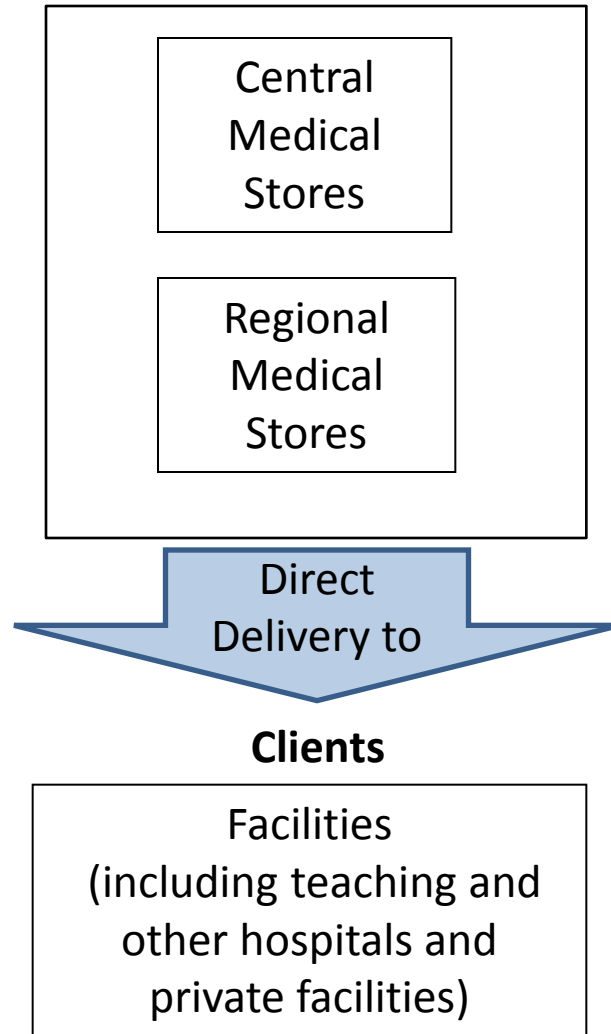 Central
Medical
Stores
Regional
Medical
Stores
Direct
Delivery to
Clients
Facilities
(including teaching and
other hospitals and
private facilities)